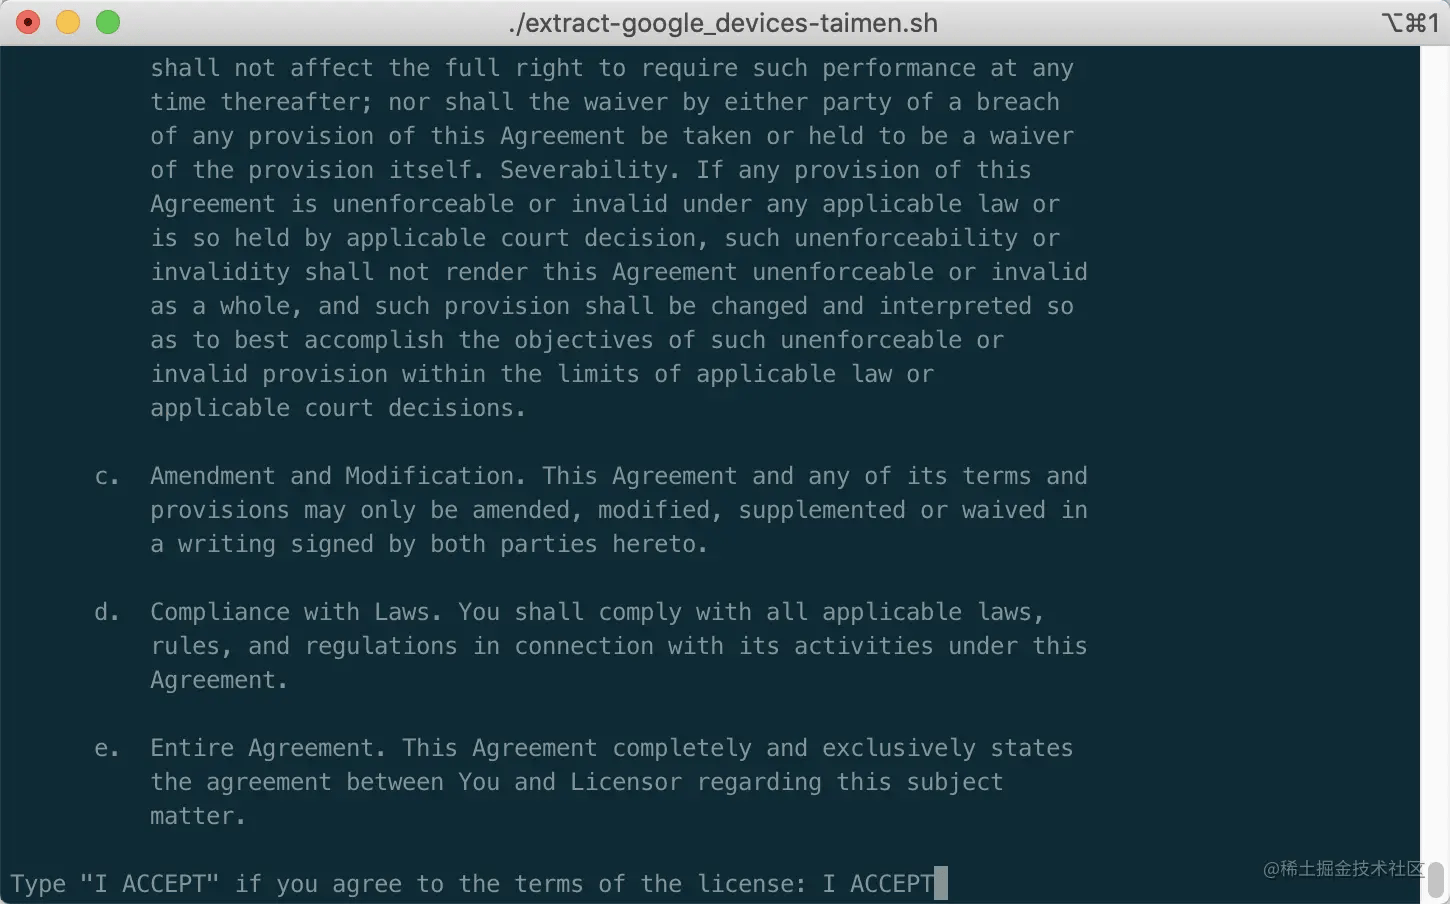 ./extract-google_devices-taimen.sh
⌥⌘1
shall not affect the full right to require such performance at any
time thereafter; nor shall the waiver by either party of a breach
of any provision of this Agreement be taken or held to be a waiver
of the provision itself. Severability. If any provision of this
Agreement is unenforceable or invalid under any applicable law or
is so held by applicable court decision, such unenforceability or
invalidity shall not render this Agreement unenforceable or invalid
as a whole, and such provision shall be changed and interpreted so
as to best accomplish the objectives of such unenforceable or
invalid provision within the limits of applicable law or
applicable court decisions.
c. Amendment and Modification. This Agreement and any of its terms and
provisions may only be amended, modified, supplemented or waived in
a writing signed by both parties hereto.
d. Compliance with Laws. You shall comply with all applicable laws,
rules, and regulations in connection with its activities under this
Agreement.
e. Entire Agreement. This Agreement completely and exclusively states
the agreement between You and Licensor regarding this subject
matter.
@稀土掘金技术社区
Type "I ACCEPT" if you agree to the terms of the license: I ACCEPT